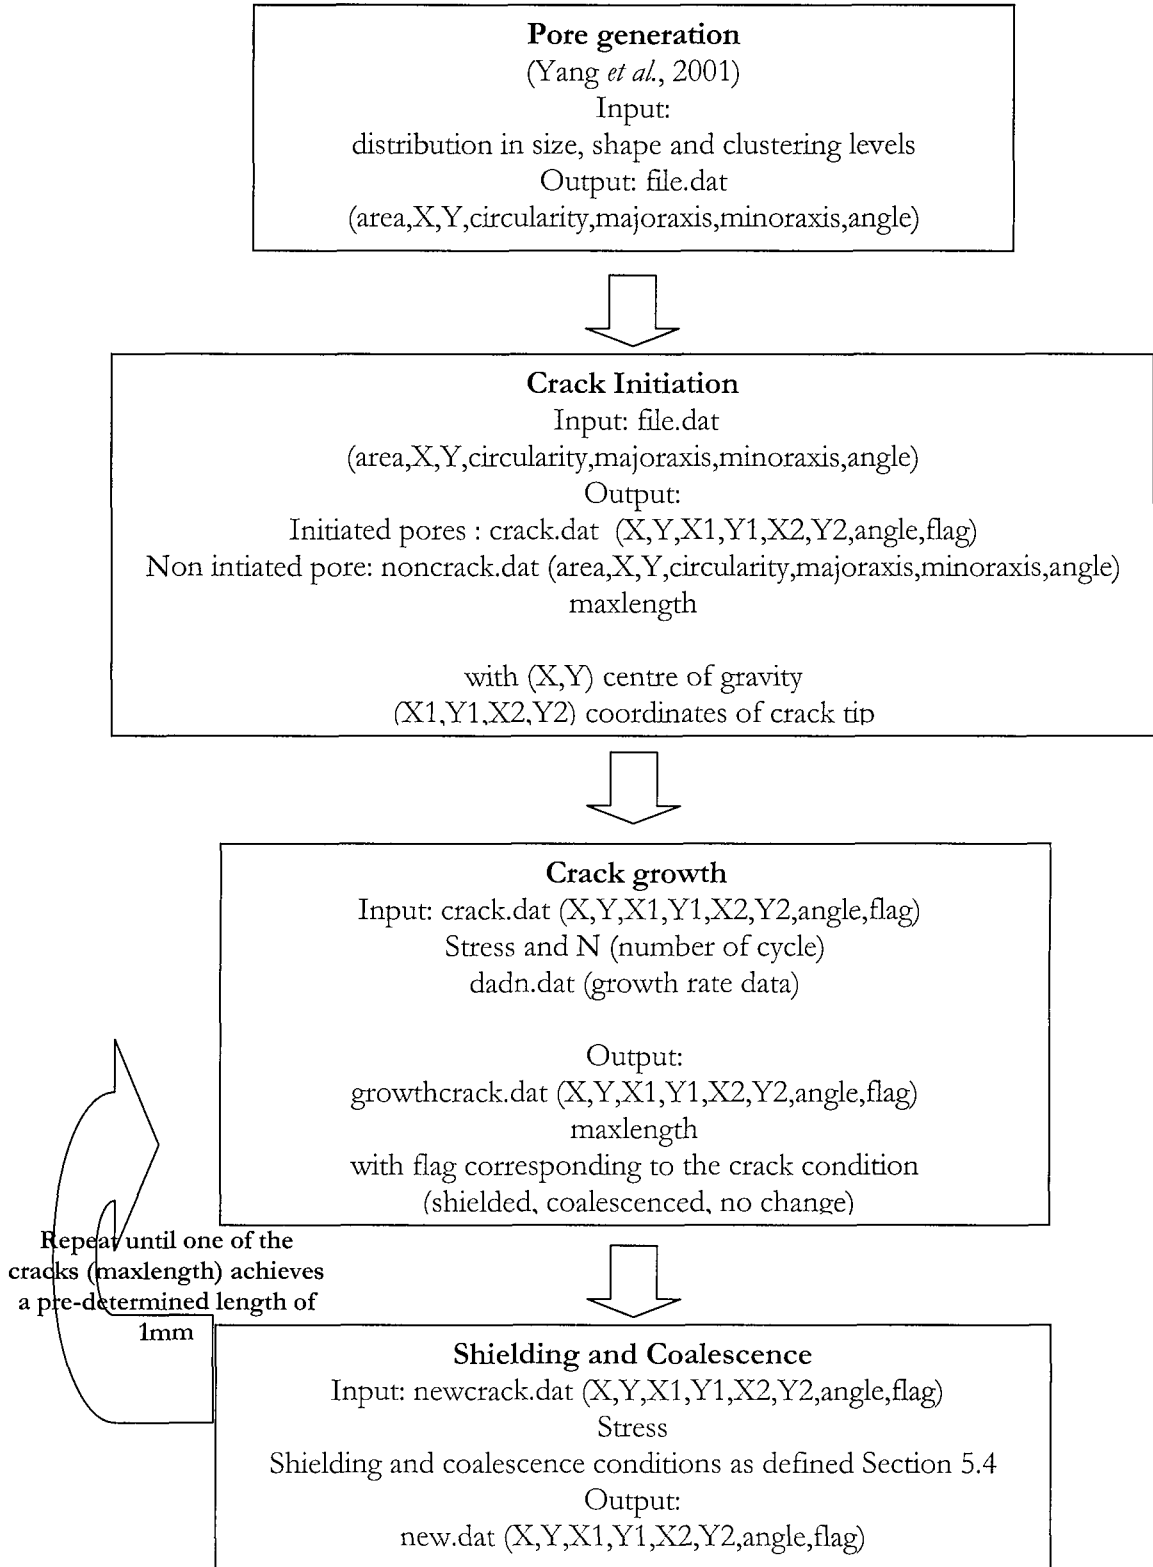 Pore generation
(Yang et al., 2001)
Input:
distribution in size, shape and clustering levels
Output: file.dat
(area,X,Y,circularity,majoraxis,minoraxis,angle)
Crack Initiation
Input: file.dat
(area,X,Y,circularity,majoraxis,minoraxis,angle)
Output:
Initiated pores : crack.dat (X,Y,X1,Y1,X2,Y2,angle,flag)
Non intiated pore: noncrack.dat (area,X,Y,circularity,majoraxis,minoraxis,angle)
maxlength
with (X,Y) centre of gravity
(X1,Y1,X2,Y2) coordinates of crack tip
Crack growth
Input: crack.dat (X,Y,X1,Y1,X2,Y2,angle,flag)
Stress and N (number of cycle)
dadn.dat (growth rate data)
Output:
growthcrack.dat (X,Y,X1,Y1,X2,Y2,angle,flag)
maxlength
with flag corresponding to the crack condition
(shielded, coalescenced, no change)
Repeat until one of the
cracks (maxlength) achieves
a pre-determined length of
1mm
Shielding and Coalescence
Input: newcrack.dat (X,Y,X1,Y1,X2,Y2,angle,flag)
Stress
Shielding and coalescence conditions as defined Section 5.4
Output:
new.dat (X,Y,X1,Y1,X2,Y2,angle,flag)